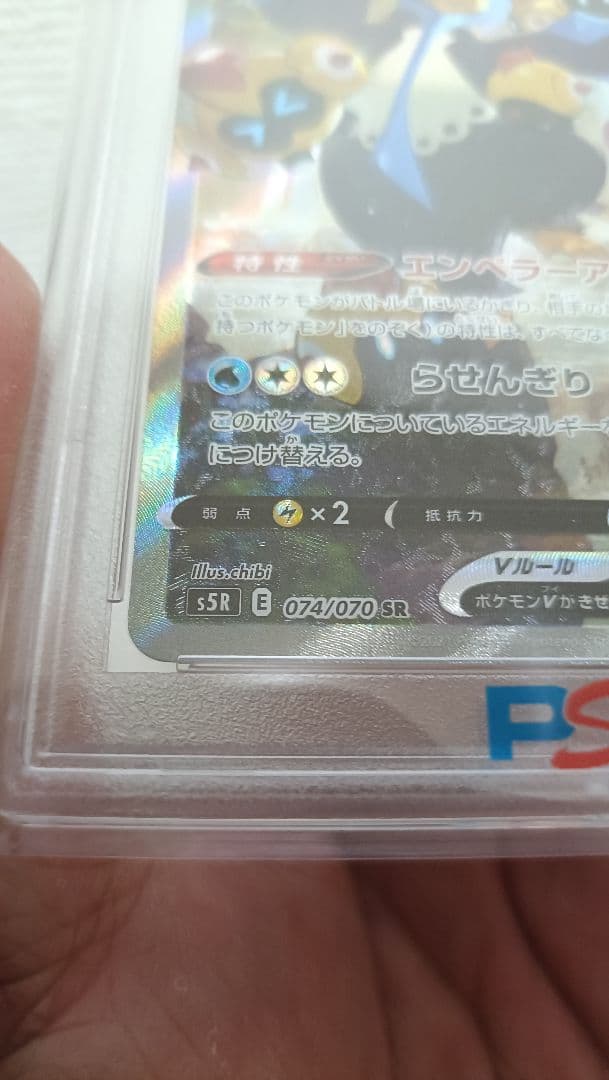 特性 エンペラーア
このポケモンがバトル場にいるかぎり、相手の
持つポケモン」をのぞく)の特性は、すべてな
らせんぎり
このポケモンについているエネルギー
か
につけ替える。
弱点 ×2 抵抗力
Illus.chibi
Vルール
s5R E 074/070 SR
ポケモンVがきぜ
PS